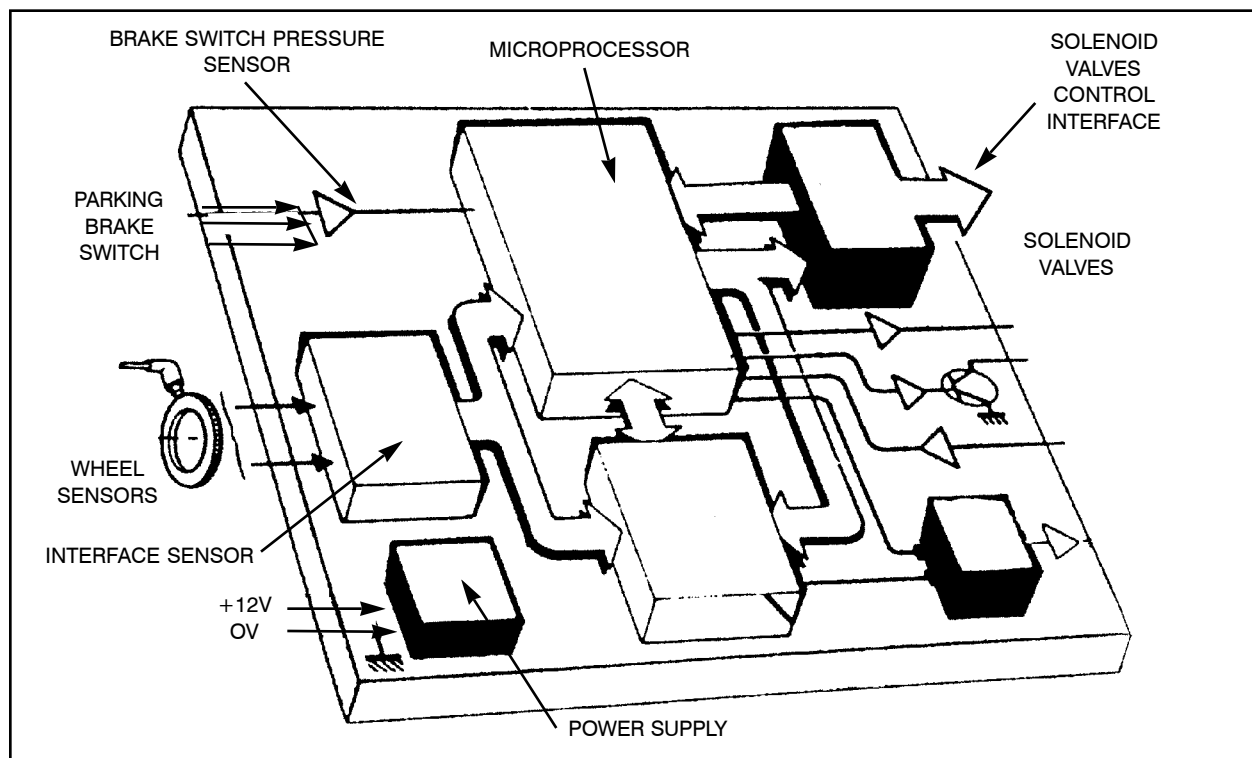 BRAKE SWITCH PRESSURE
SENSOR
MICROPROCESSOR
SOLENOID
VALVES
CONTROL
INTERFACE
PARKING
BRAKE
SWITCH
SOLENOID
VALVES
WHEEL
SENSORS
INTERFACE SENSOR
+12V
OV
POWER SUPPLY